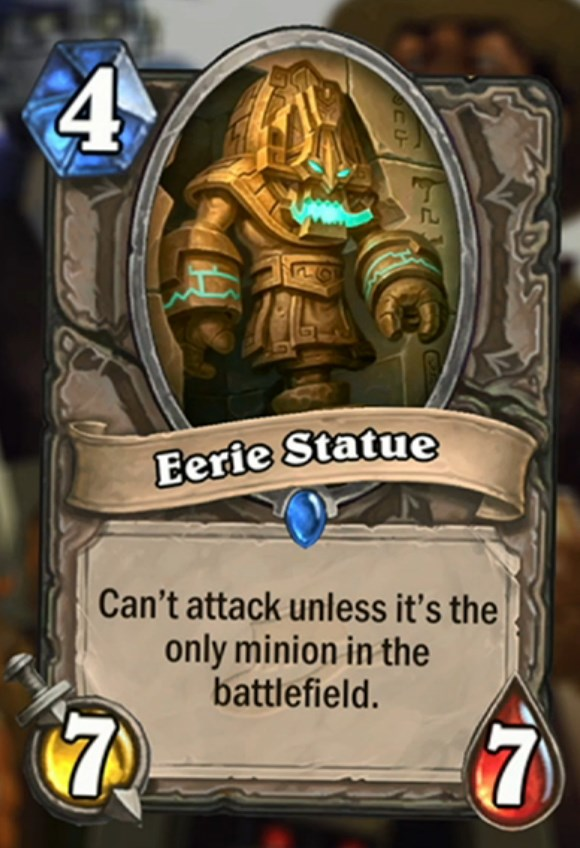 4
Eerie Statue
Can't attack unless it's the
only minion in the
battlefield.
7
7